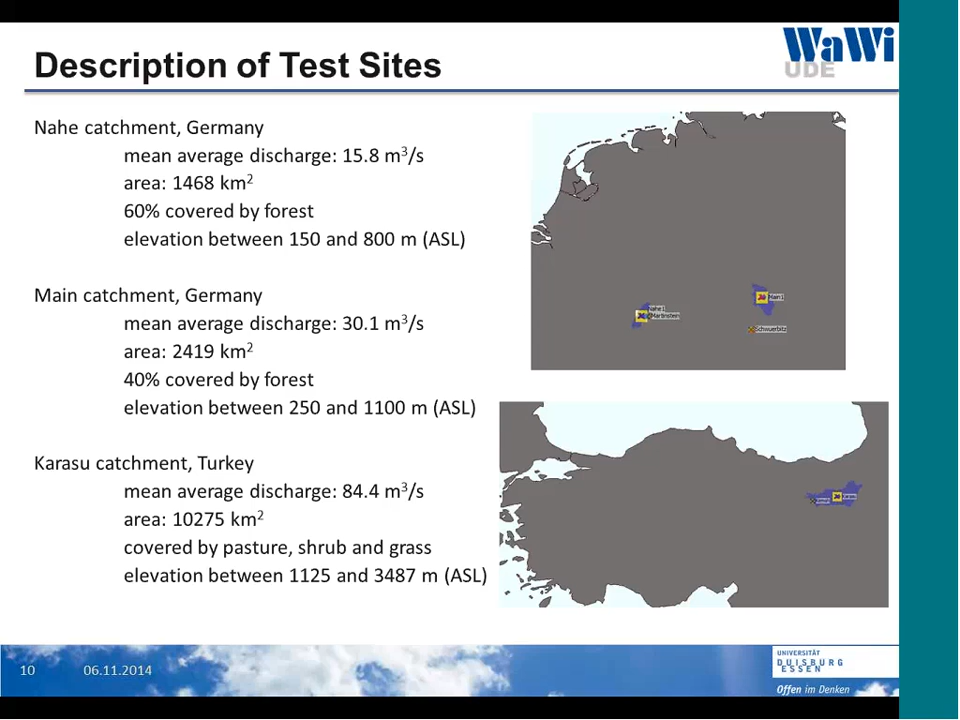 Description of Test Sites
WaWi
UDE
Nahe catchment, Germany
mean average discharge: 15.8 m³/s
area: 1468 km²
60% covered by forest
elevation between 150 and 800 m (ASL)
Main catchment, Germany
mean average discharge: 30.1 m³/s
area: 2419 km²
40% covered by forest
elevation between 250 and 1100 m (ASL)
Karasu catchment, Turkey
mean average discharge: 84.4 m³/s
area: 10275 km²
covered by pasture, shrub and grass
elevation between 1125 and 3487 m (ASL)
Nahe1
Martinstein
Main1
Schwuerbitz
10 06.11.2014
UNIVERSITÄT
DUISBURG
ESSEN
Offen im Denken